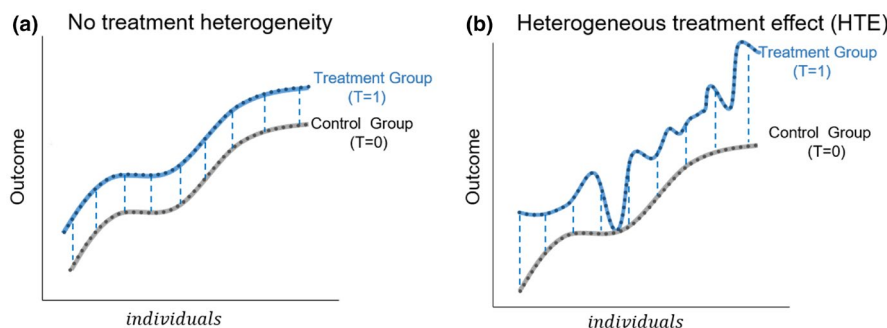 (a) No treatment heterogeneity
Treatment Group
(T=1)
Control Group
(T=0)
Outcome
individuals
(b) Heterogeneous treatment effect (HTE)
Treatment Group
(T=1)
Control Group
(T=0)
Outcome
individuals